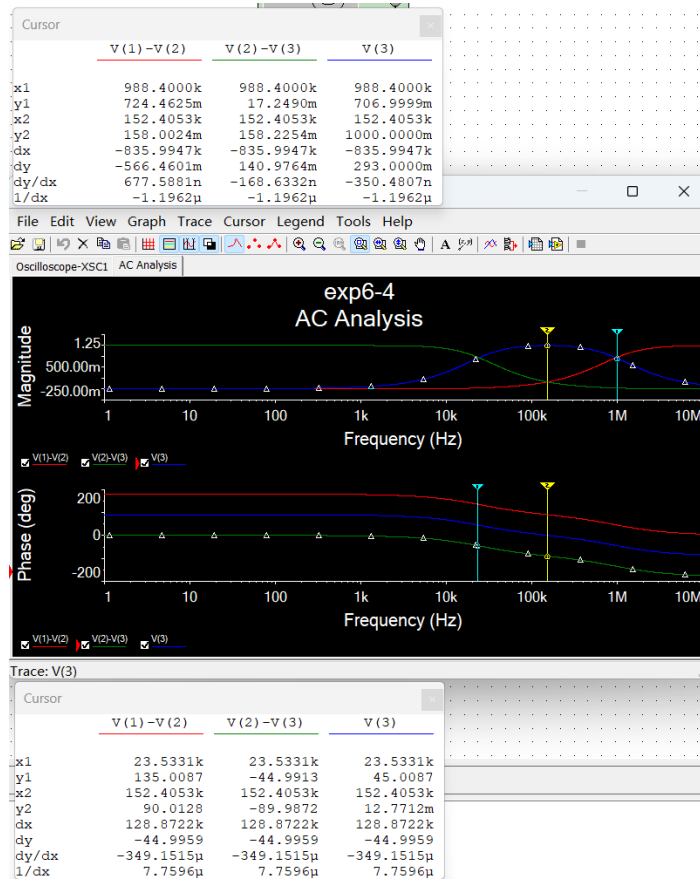 Cursor
V(1)-V(2) V(2)-V(3) V(3)
x1 988.4000k 988.4000k 988.4000k
y1 724.4625m 17.2490m 706.9999m
x2 152.4053k 152.4053k 152.4053k
y2 158.0024m 158.2254m 1000.0000m
dx -835.9947k -835.9947k -835.9947k
dy -566.4601m 140.9764m 293.0000m
dy/dx 677.5881n -168.6332n -350.4807n
1/dx -1.1962µ -1.1962µ -1.1962µ
File Edit View Graph Trace Cursor Legend Tools Help
Oscilloscope-XSC1 AC Analysis
exp6-4
AC Analysis
Magnitude
1.25
500.00m
-250.00m
1 10 100 1k 10k 100k 1M 10M
Frequency (Hz)
V(1)-V(2) V(2)-V(3) V(3)
Phase (deg)
200
0
-200
1 10 100 1k 10k 100k 1M 10M
Frequency (Hz)
V(1)-V(2) V(2)-V(3) V(3)
Trace: V(3)
Cursor
V(1)-V(2) V(2)-V(3) V(3)
x1 23.5331k 23.5331k 23.5331k
y1 135.0087 -44.9913 45.0087
x2 152.4053k 152.4053k 152.4053k
y2 90.0128 -89.9872 12.7712m
dx 128.8722k 128.8722k 128.8722k
dy -44.9959 -44.9959 -44.9959
dy/dx -349.1515µ -349.1515µ -349.1515µ
1/dx 7.7596µ 7.7596µ 7.7596µ